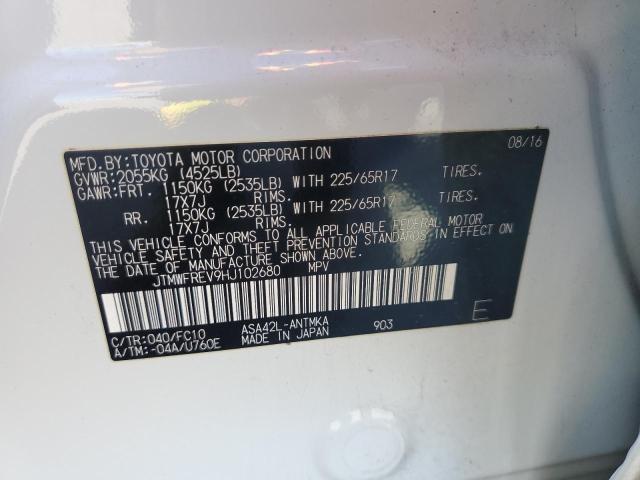 MFD.BY:TOYOTA MOTOR CORPORATION 08/16
GVWR:2055KG (4525LB)
GAWR:FRT. 1150KG (2535LB) WITH 225/65R17 TIRES.
17X7J RIMS.
RR. 1150KG (2535LB) WITH 225/65R17 TIRES.
17X7J RIMS.
THIS VEHICLE CONFORMS TO ALL APPLICABLE FEDERAL MOTOR
VEHICLE SAFETY AND THEFT PREVENTION STANDARDS IN EFFECT ON
THE DATE OF MANUFACTURE SHOWN ABOVE.
JTMWFREV9HJ102680 MPV
C/TR:040/FC10 ASA42L-ANTMKA 903 E
A/TM:-04A/U760E MADE IN JAPAN